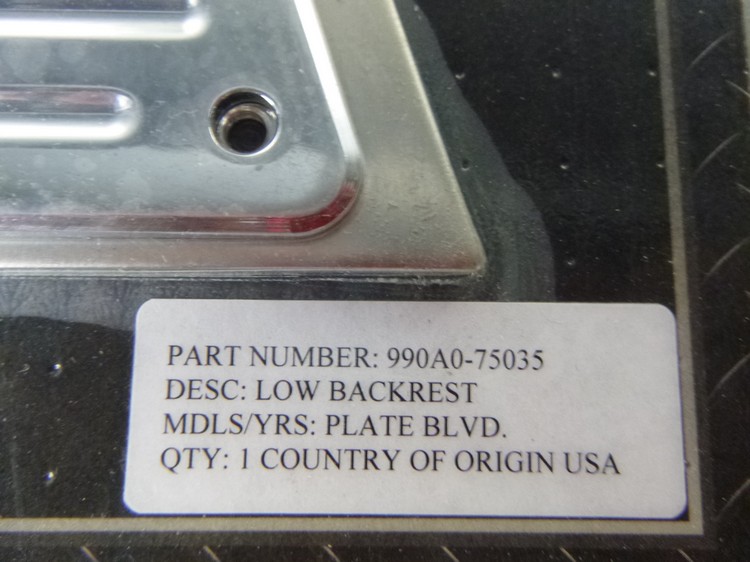 PART NUMBER: 990A0-75035
DESC: LOW BACKREST
MDLS/YRS: PLATE BLVD.
QTY: 1 COUNTRY OF ORIGIN USA